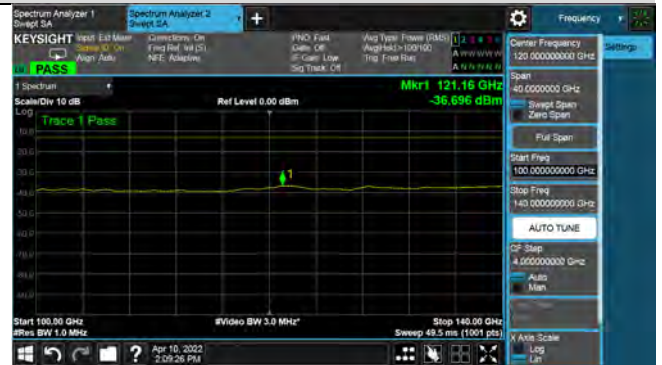 Spectrum Analyzer 1
Swept SA
Spectrum Analyzer 2
Swept SA
+
Frequency
KEYSIGHT
Align: Auto
Corrections: On
Freq Ref: Int (S)
NFE: Adaptive
PNO: Fast
Gate: Off
IF Gain: Low
Sig Track: Off
Avg Type: Power (RMS)
Avg|Hold: >100/100
Trig: Free Run
1 2 3 4 5 6
A W W W W W
A N N N N N
PASS
1 Spectrum
Scale/Div 10 dB
Ref Level 0.00 dBm
Mkr1 121.16 GHz
-36.696 dBm
Log
Trace 1 Pass
1
Start 100.00 GHz
#Video BW 3.0 MHz*
Stop 140.00 GHz
#Res BW 1.0 MHz
Sweep 49.5 ms (1001 pts)
Apr 10, 2022
2:09:26 PM
Center Frequency
120.000000000 GHz
Settings
Span
40.0000000 GHz
Swept Span
Zero Span
Full Span
Start Freq
100.000000000 GHz
Stop Freq
140.000000000 GHz
AUTO TUNE
CF Step
4.000000000 GHz
Auto
Man
X Axis Scale
Log
Lin